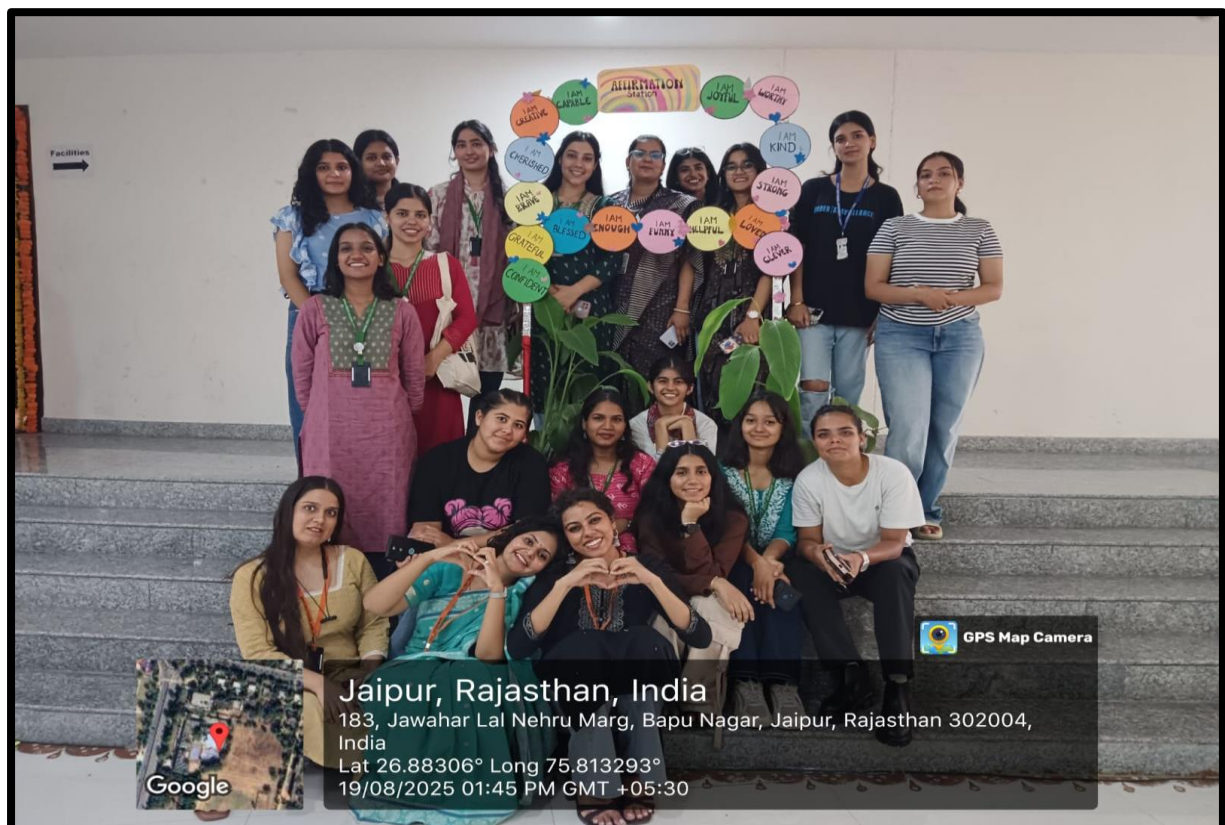 AFFIRMATION
Station
I AM CAPABLE
I AM JOYFUL
I AM WORTHY
I AM CREATIVE
I AM KIND
Facilities
I AM CHERISHED
I AM STRONG
I AM BRAVE
I AM BLESSED
I AM ENOUGH
I AM FUNNY
HELPFUL
I AM LOVED
I AM GRATEFUL
I AM CLEVER
I AM CONFIDENT
GPS Map Camera
Jaipur, Rajasthan, India
183, Jawahar Lal Nehru Marg, Bapu Nagar, Jaipur, Rajasthan 302004,
India
Lat 26.88306° Long 75.813293°
19/08/2025 01:45 PM GMT +05:30
Google